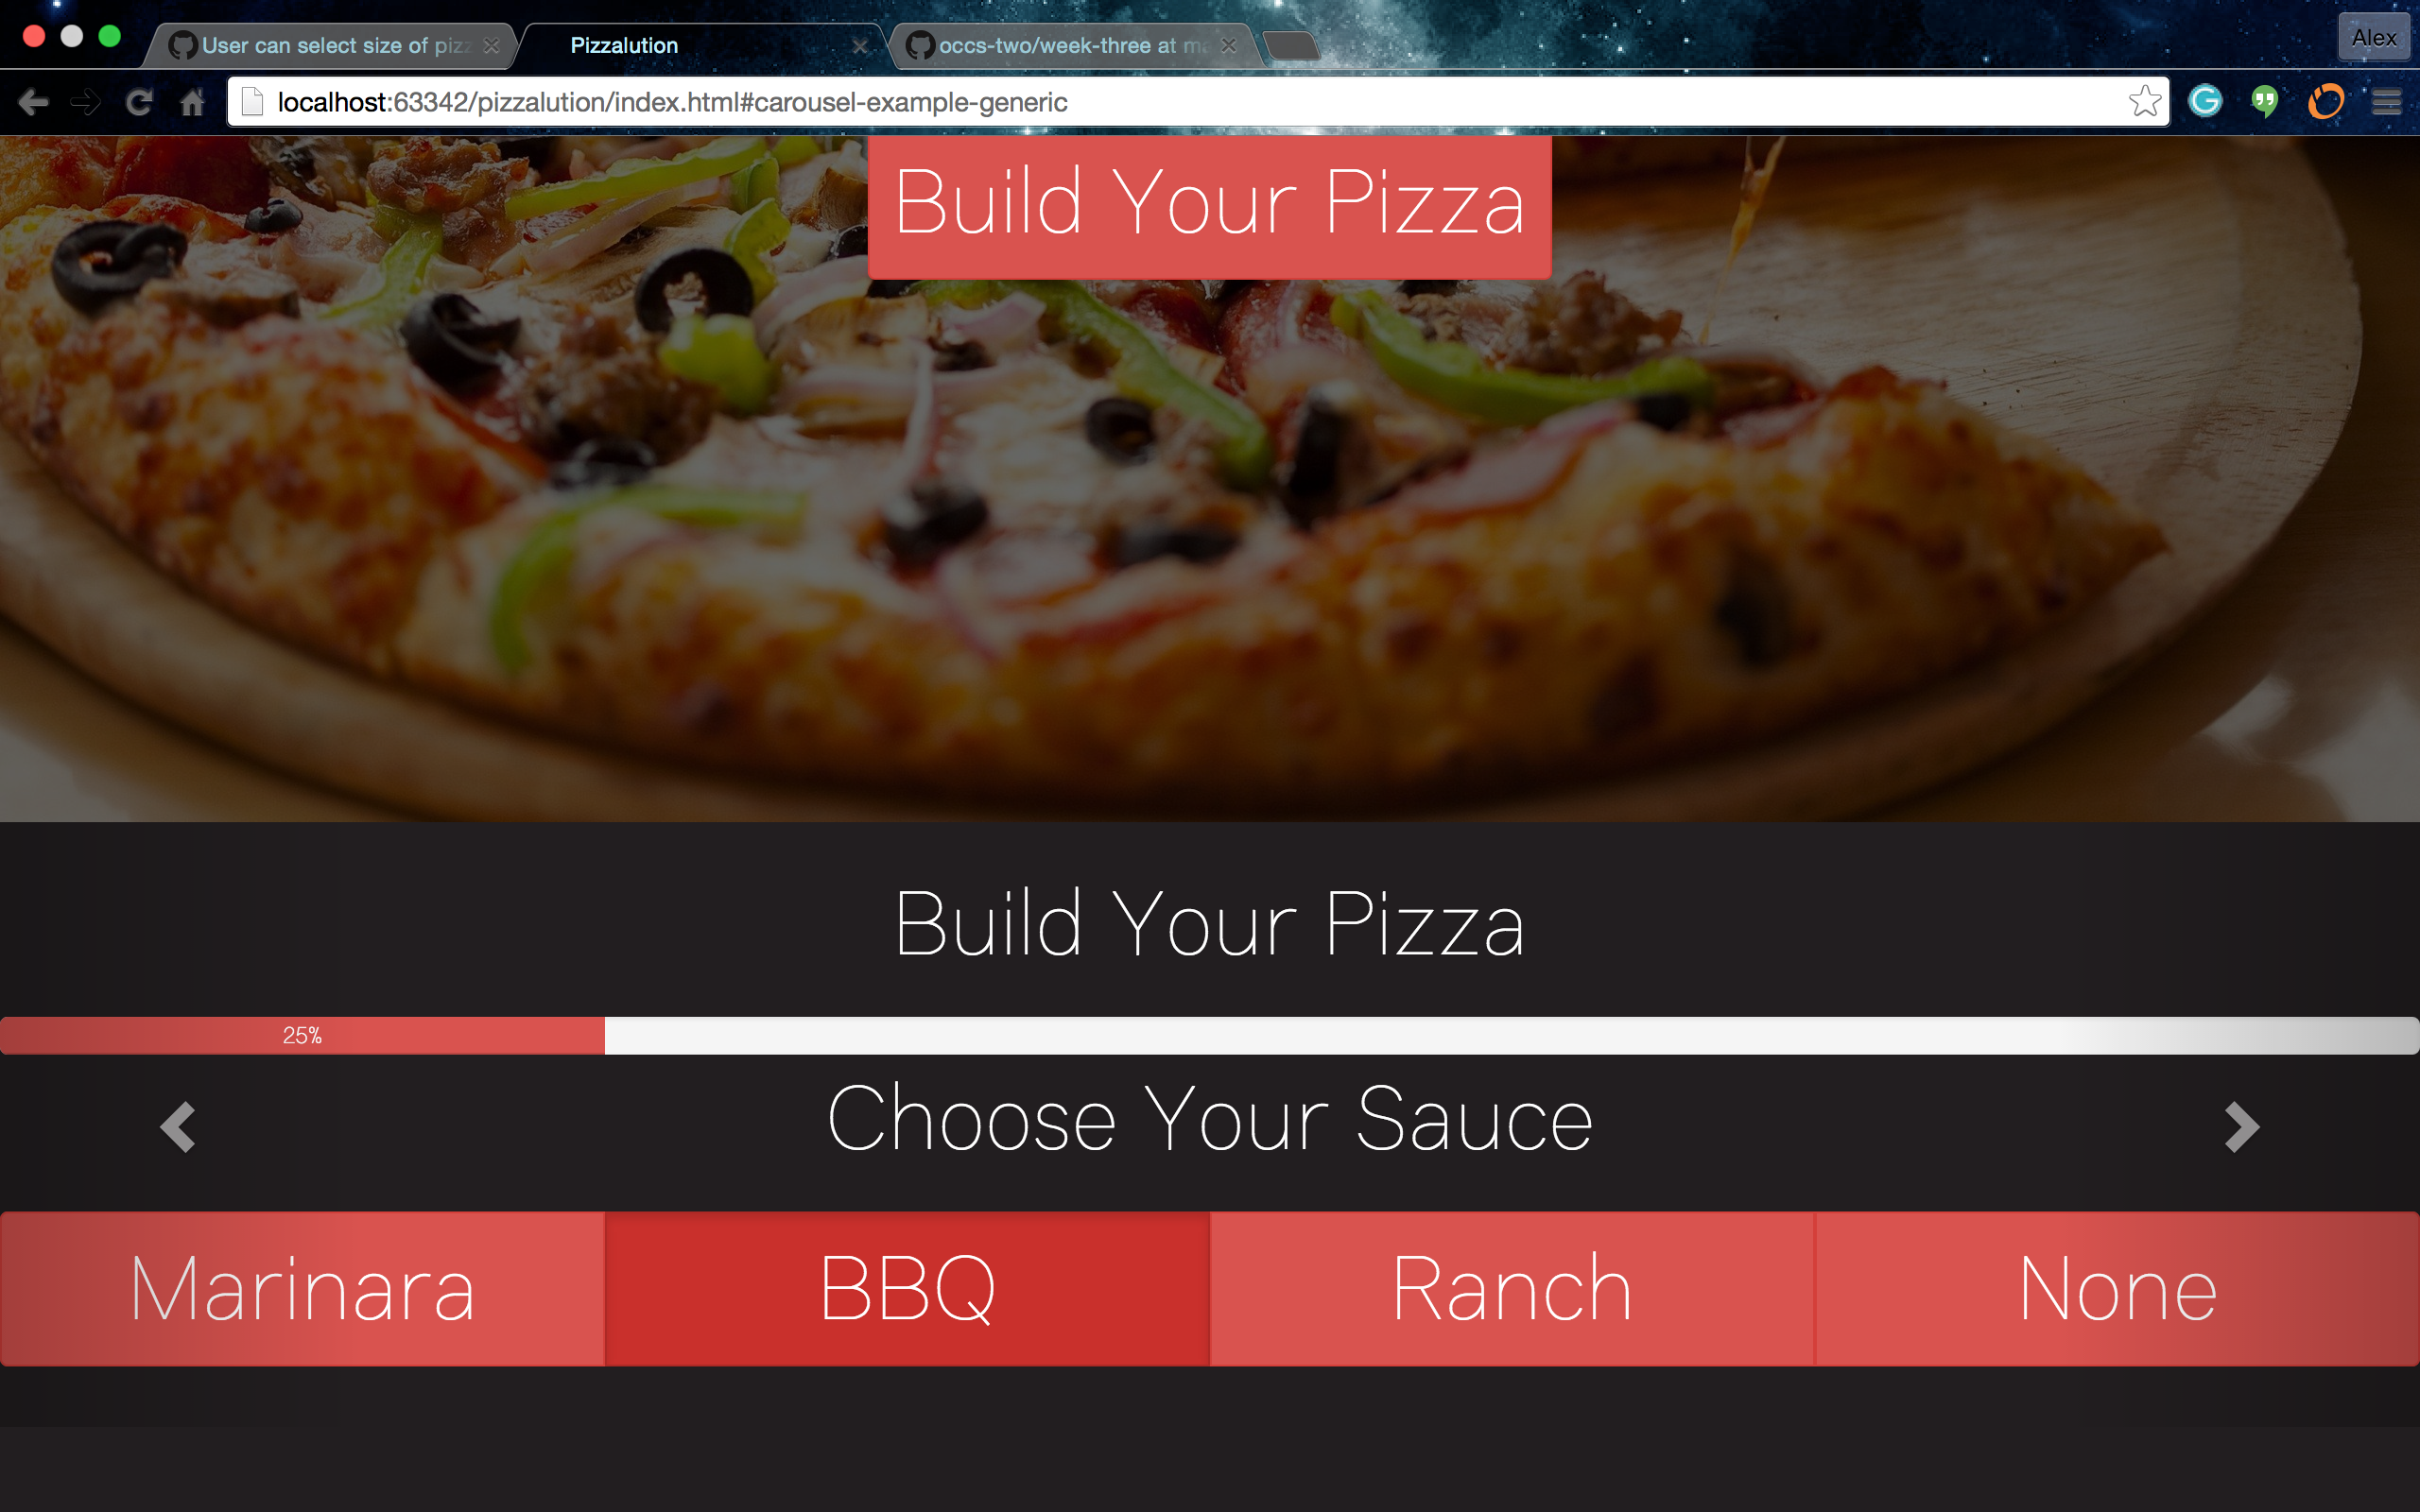 User can select size of pizz
Pizzalution
occs-two/week-three at ma
Alex
localhost:63342/pizzalution/index.html#carousel-example-generic
Build Your Pizza
Build Your Pizza
25%
Choose Your Sauce
Marinara
BBQ
Ranch
None